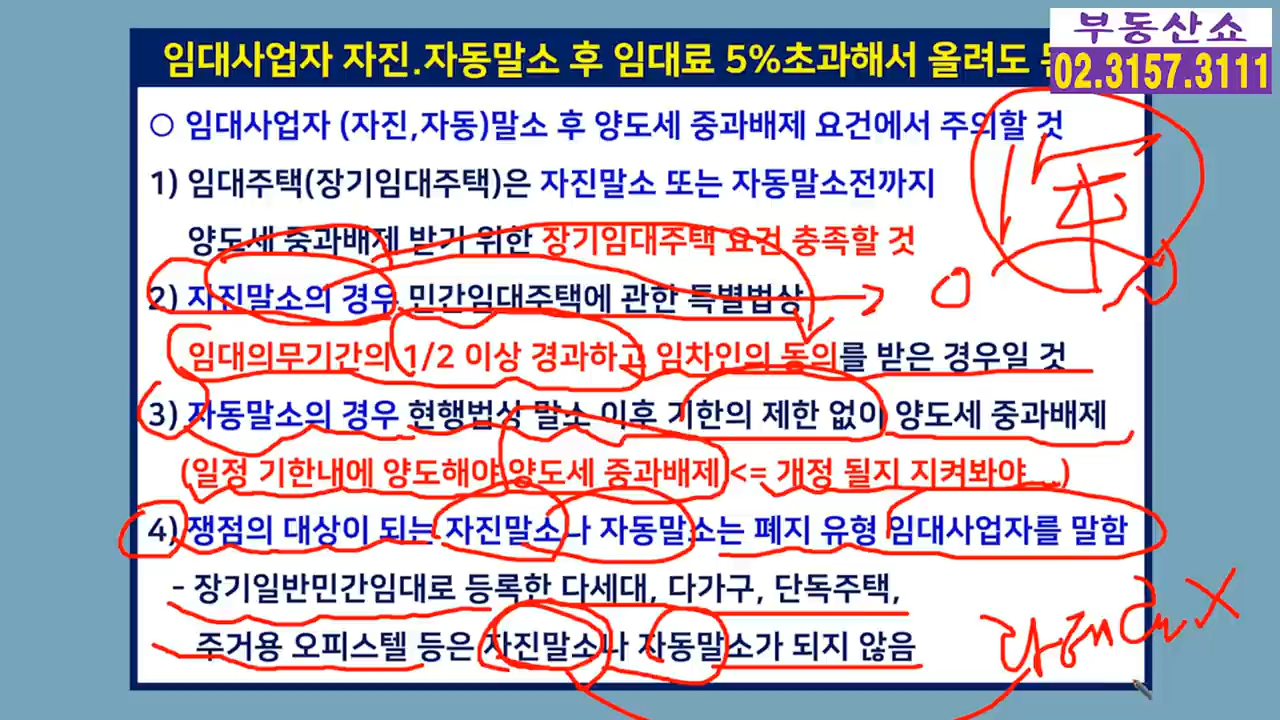 부동산쇼
02.3157.3111
임대사업자 자진.자동말소 후 임대료 5%초과해서 올려도
○ 임대사업자 (자진,자동)말소 후 양도세 중과배제 요건에서 주의할 것
1) 임대주택(장기임대주택)은 자진말소 또는 자동말소전까지
양도세 중과배제 받기 위한 장기임대주택 요건 충족할 것
2) 자진말소의 경우 민간임대주택에 관한 특별법상
임대의무기간의 1/2 이상 경과하고 임차인의 동의를 받은 경우일 것
3) 자동말소의 경우 현행법상 말소 이후 기한의 제한 없이 양도세 중과배제
(일정 기한내에 양도해야 양도세 중과배제 <= 개정 될지 지켜봐야....)
4) 쟁점의 대상이 되는 자진말소나 자동말소는 폐지 유형 임대사업자를 말함
- 장기일반민간임대로 등록한 다세대, 다가구, 단독주택,
주거용 오피스텔 등은 자진말소나 자동말소가 되지 않음